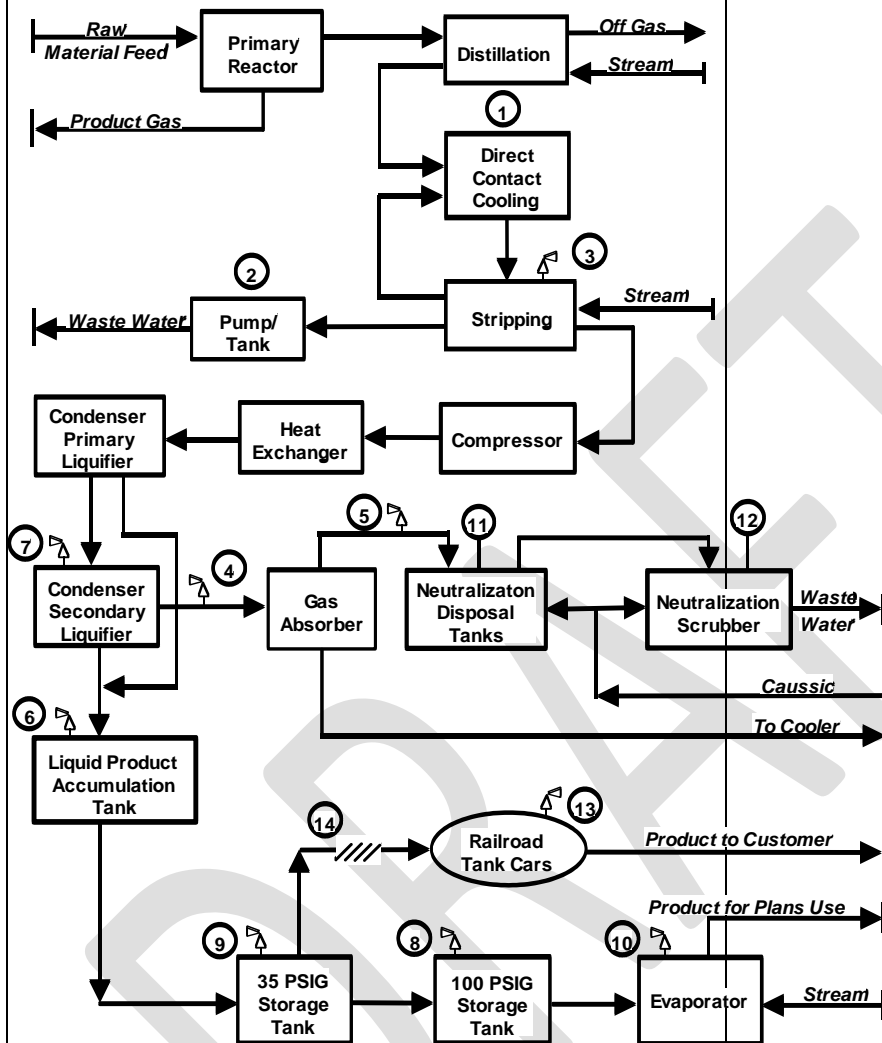 Raw
Material Feed
Primary
Reactor
Distillation
Off Gas
Stream
Product Gas
1
Direct
Contact
Cooling
2
3
Waste Water
Pump/
Tank
Stripping
Stream
Condenser
Primary
Liquifier
Heat
Exchanger
Compressor
7
4
5
11
12
Condenser
Secondary
Liquifier
Gas
Absorber
Neutralizaton
Disposal
Tanks
Neutralization
Scrubber
Waste
Water
Caussic
To Cooler
6
Liquid Product
Accumulation
Tank
14
13
Railroad
Tank Cars
Product to Customer
Product for Plans Use
9
8
10
35 PSIG
Storage
Tank
100 PSIG
Storage
Tank
Evaporator
Stream
DRAFT